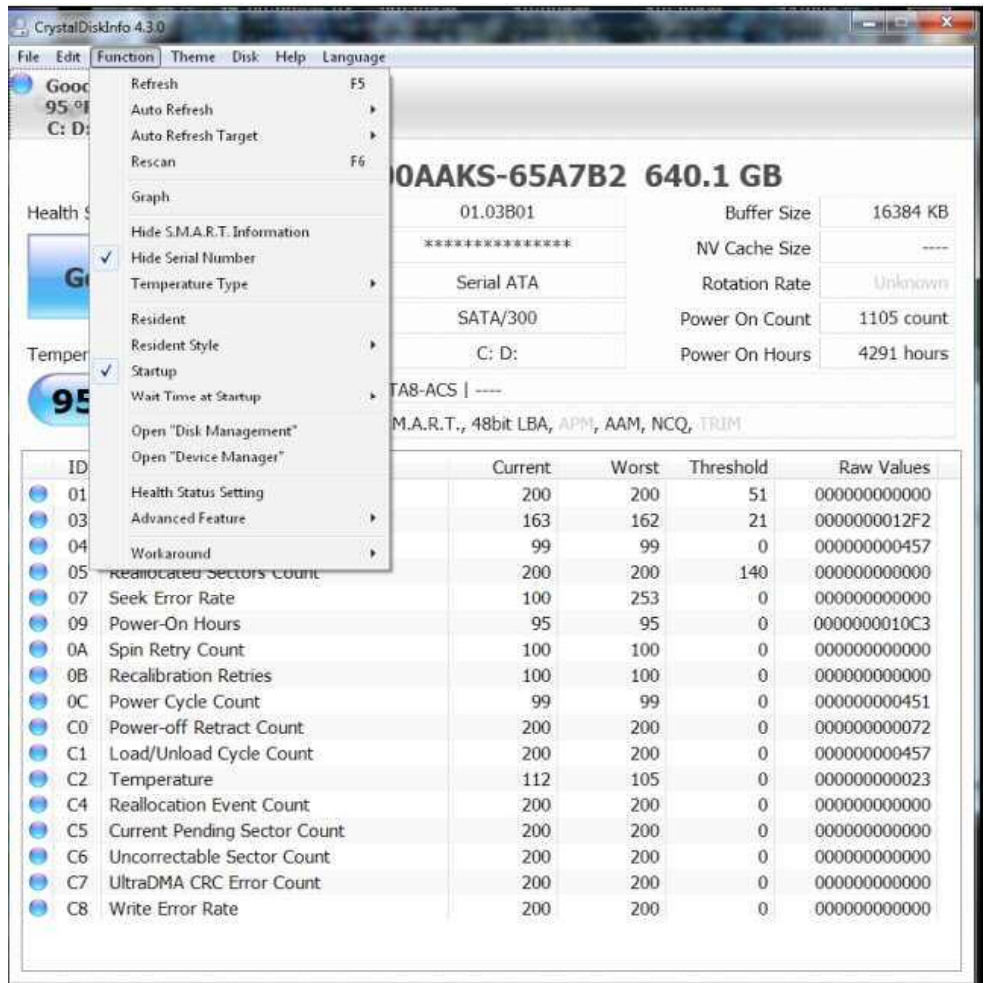 CrystalDiskInfo 4.3.0
File Edit Function Theme Disk Help Language
Good
95 °F
C: D:
Refresh F5
Auto Refresh
Auto Refresh Target
Rescan F6
Graph
Hide S.M.A.R.T. Information
Hide Serial Number
Temperature Type
Resident
Resident Style
Startup
Wait Time at Startup
Open "Disk Management"
Open "Device Manager"
Health Status Setting
Advanced Feature
Workaround
0AAKS-65A7B2 640.1 GB
Health S 01.03B01 Buffer Size 16384 KB
*************** NV Cache Size ----
Go Serial ATA Rotation Rate Unknown
SATA/300 Power On Count 1105 count
Temper C: D: Power On Hours 4291 hours
95 TA8-ACS | ----
M.A.R.T., 48bit LBA, APM, AAM, NCQ, TRIM
ID Current Worst Threshold Raw Values
01 200 200 51 000000000000
03 163 162 21 0000000012F2
04 99 99 0 000000000457
05 Reallocated Sectors Count 200 200 140 000000000000
07 Seek Error Rate 100 253 0 000000000000
09 Power-On Hours 95 95 0 0000000010C3
0A Spin Retry Count 100 100 0 000000000000
0B Recalibration Retries 100 100 0 000000000000
0C Power Cycle Count 99 99 0 000000000451
C0 Power-off Retract Count 200 200 0 000000000072
C1 Load/Unload Cycle Count 200 200 0 000000000457
C2 Temperature 112 105 0 000000000023
C4 Reallocation Event Count 200 200 0 000000000000
C5 Current Pending Sector Count 200 200 0 000000000000
C6 Uncorrectable Sector Count 200 200 0 000000000000
C7 UltraDMA CRC Error Count 200 200 0 000000000000
C8 Write Error Rate 200 200 0 000000000000